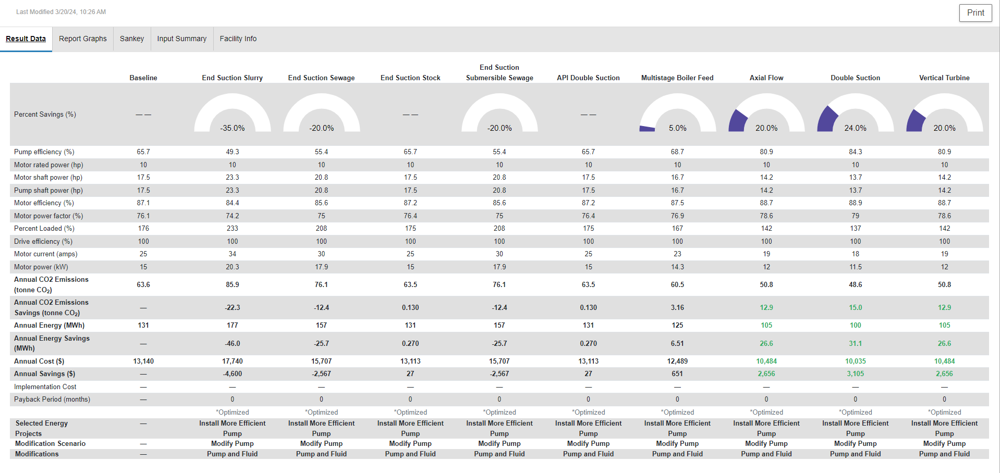 Last Modified 3/20/24, 10:26 AM
Print
Result Data Report Graphs Sankey Input Summary Facility Info
End Suction
Baseline End Suction Slurry End Suction Sewage End Suction Stock Submersible Sewage API Double Suction Multistage Boiler Feed Axial Flow Double Suction Vertical Turbine
Percent Savings (%) — — -35.0% -20.0% — — -20.0% — — 5.0% 20.0% 24.0% 20.0%
Pump efficiency (%) 65.7 49.3 55.4 65.7 55.4 65.7 68.7 80.9 84.3 80.9
Motor rated power (hp) 10 10 10 10 10 10 10 10 10 10
Motor shaft power (hp) 17.5 23.3 20.8 17.5 20.8 17.5 16.7 14.2 13.7 14.2
Pump shaft power (hp) 17.5 23.3 20.8 17.5 20.8 17.5 16.7 14.2 13.7 14.2
Motor efficiency (%) 87.1 84.4 85.6 87.2 85.6 87.2 87.5 88.7 88.9 88.7
Motor power factor (%) 76.1 74.2 75 76.4 75 76.4 76.9 78.6 79 78.6
Percent Loaded (%) 176 233 208 175 208 175 167 142 137 142
Drive efficiency (%) 100 100 100 100 100 100 100 100 100 100
Motor current (amps) 25 34 30 25 30 25 23 19 18 19
Motor power (kW) 15 20.3 17.9 15 17.9 15 14.3 12 11.5 12
Annual CO2 Emissions
(tonne CO₂) 63.6 85.9 76.1 63.5 76.1 63.5 60.5 50.8 48.6 50.8
Annual CO2 Emissions
Savings (tonne CO₂) — -22.3 -12.4 0.130 -12.4 0.130 3.16 12.9 15.0 12.9
Annual Energy (MWh) 131 177 157 131 157 131 125 105 100 105
Annual Energy Savings
(MWh) — -46.0 -25.7 0.270 -25.7 0.270 6.51 26.6 31.1 26.6
Annual Cost ($) 13,140 17,740 15,707 13,113 15,707 13,113 12,489 10,484 10,035 10,484
Annual Savings ($) — -4,600 -2,567 27 -2,567 27 651 2,656 3,105 2,656
Implementation Cost — — — — — — — — — —
Payback Period (months) — 0 0 0 0 0 0 0 0 0
*Optimized *Optimized *Optimized *Optimized *Optimized *Optimized *Optimized *Optimized *Optimized
Selected Energy — Install More Efficient Install More Efficient Install More Efficient Install More Efficient Install More Efficient Install More Efficient Install More Efficient Install More Efficient Install More Efficient
Projects Pump Pump Pump Pump Pump Pump Pump Pump Pump
Modification Scenario — Modify Pump Modify Pump Modify Pump Modify Pump Modify Pump Modify Pump Modify Pump Modify Pump Modify Pump
Modifications — Pump and Fluid Pump and Fluid Pump and Fluid Pump and Fluid Pump and Fluid Pump and Fluid Pump and Fluid Pump and Fluid Pump and Fluid